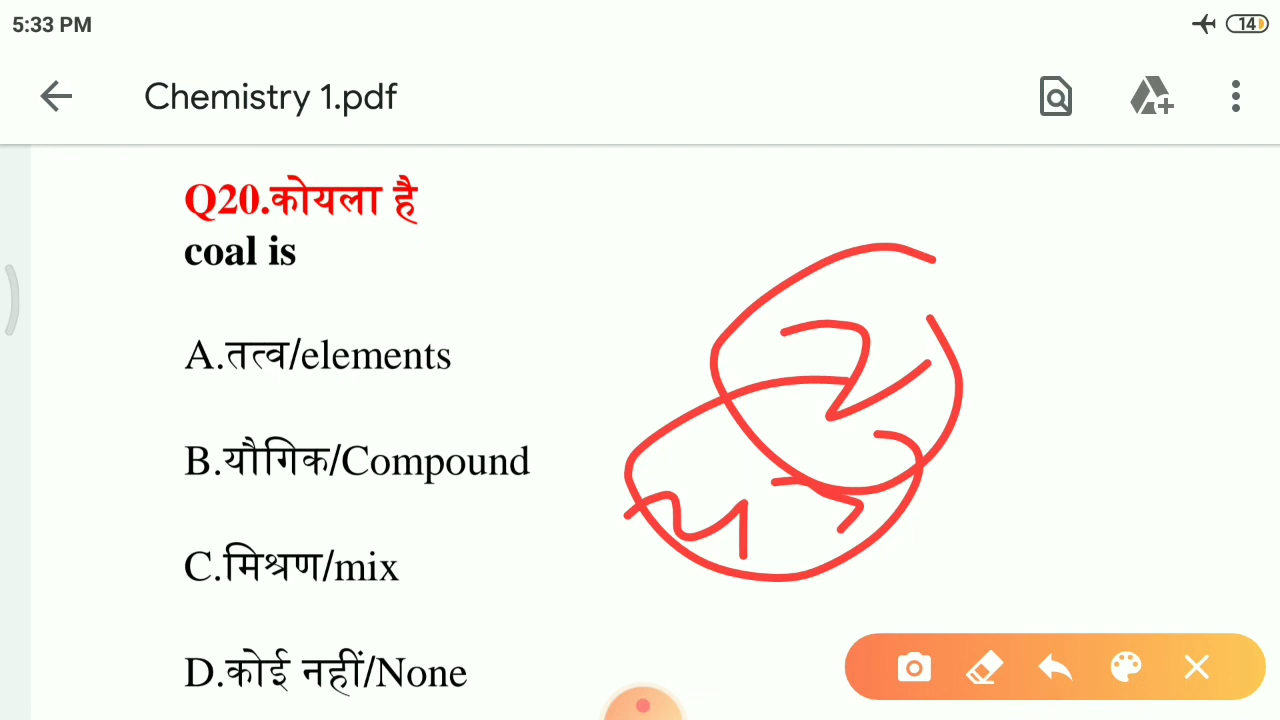 5:33 PM
14
Chemistry 1.pdf
Q20.कोयला है
coal is
A.तत्व/elements
B.यौगिक/Compound
C.मिश्रण/mix
D.कोई नहीं/None